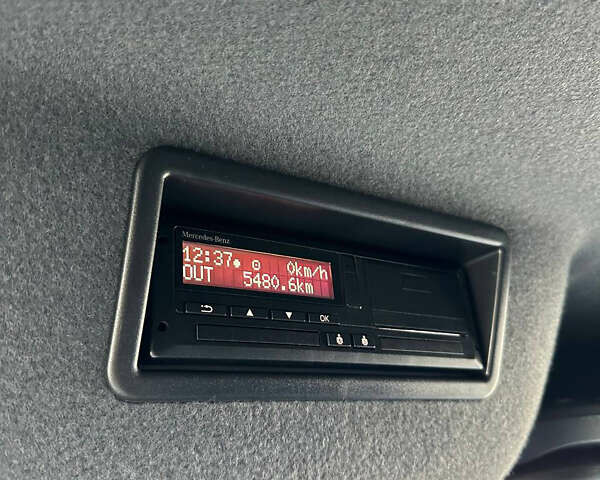 Mercedes-Benz
12:37 0km/h
OUT 5480.6km
OK